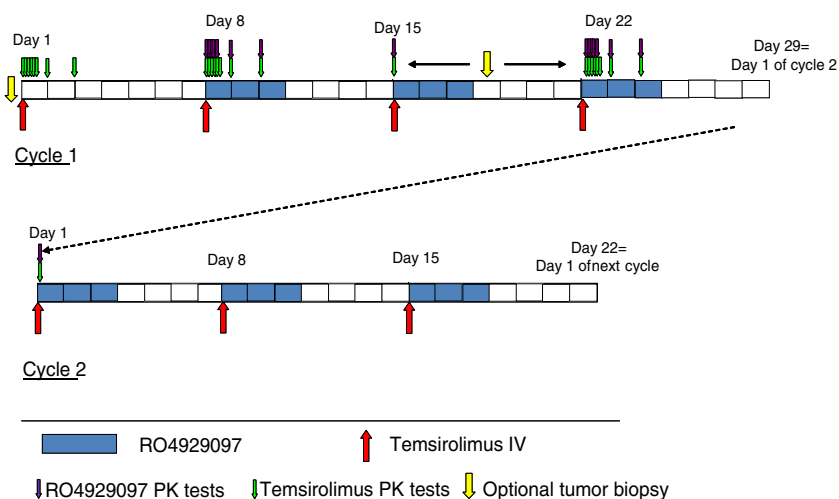 Day 1
Day 8
Day 15
Day 22
Day 29=
Day 1 of cycle 2
Cycle 1
Day 1
Day 8
Day 15
Day 22=
Day 1 ofnext cycle
Cycle 2
RO4929097
Temsirolimus IV
RO4929097 PK tests
Temsirolimus PK tests
Optional tumor biopsy